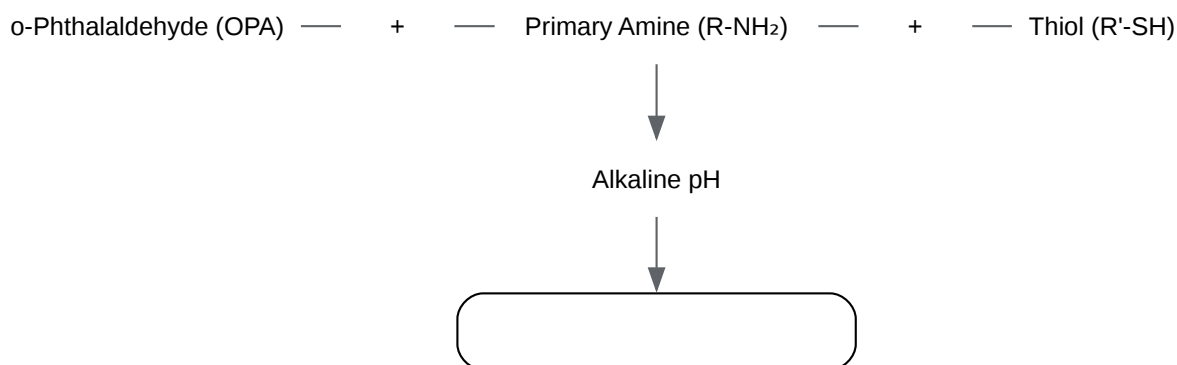 o-Phthalaldehyde (OPA) + Primary Amine (R-NH₂) + Thiol (R'-SH)
Alkaline pH